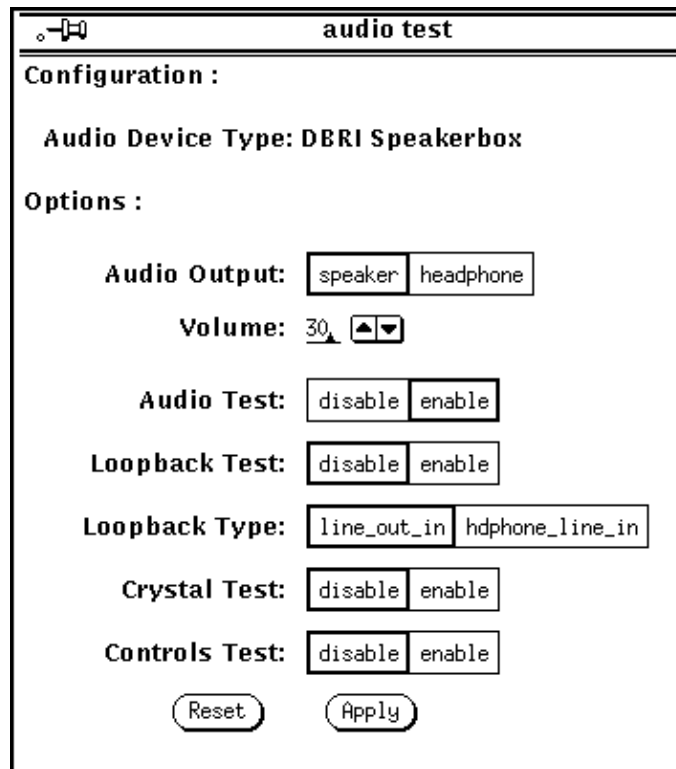 audio test
Configuration :
Audio Device Type: DBRI Speakerbox
Options :
Audio Output: speaker headphone
Volume: 30
Audio Test: disable enable
Loopback Test: disable enable
Loopback Type: line_out_in hdphone_line_in
Crystal Test: disable enable
Controls Test: disable enable
Reset Apply